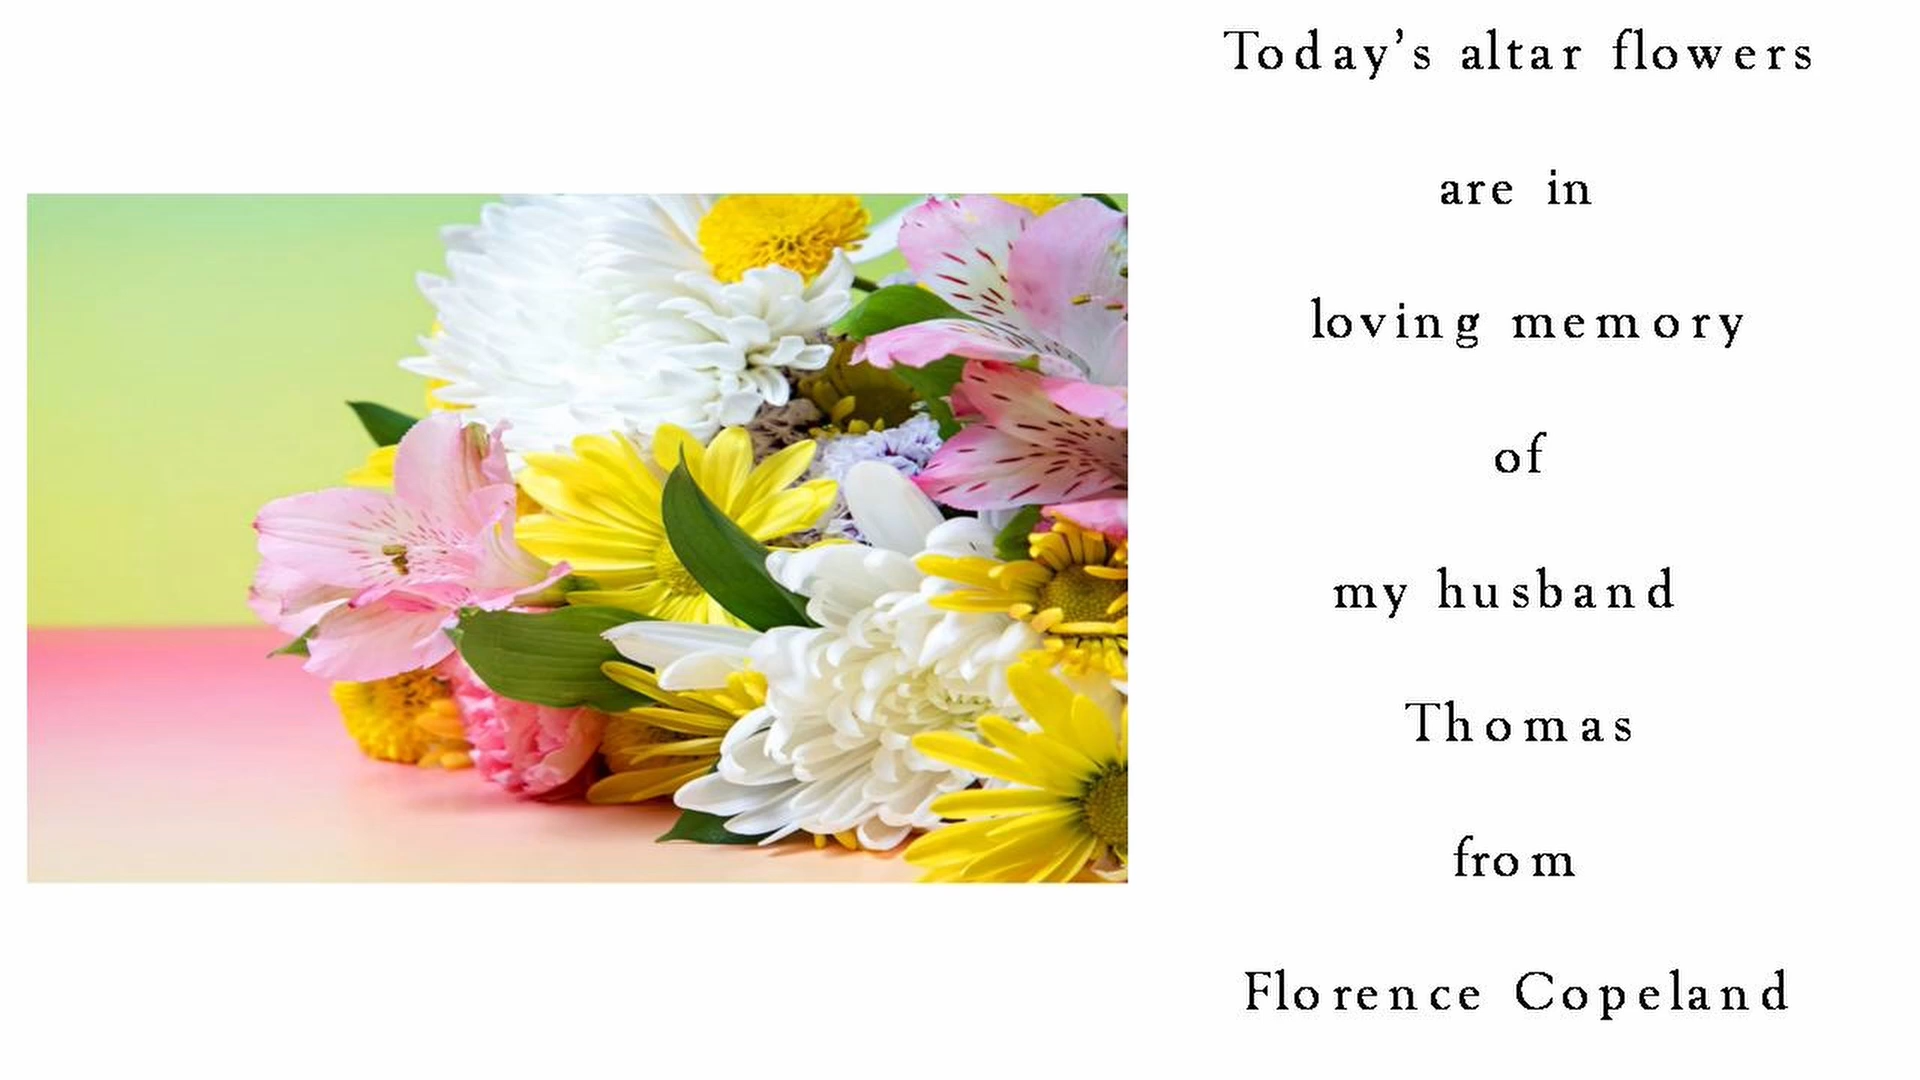 Today’s altar flowers
are in
loving memory
of
my husband
Thomas
from
Florence Copeland